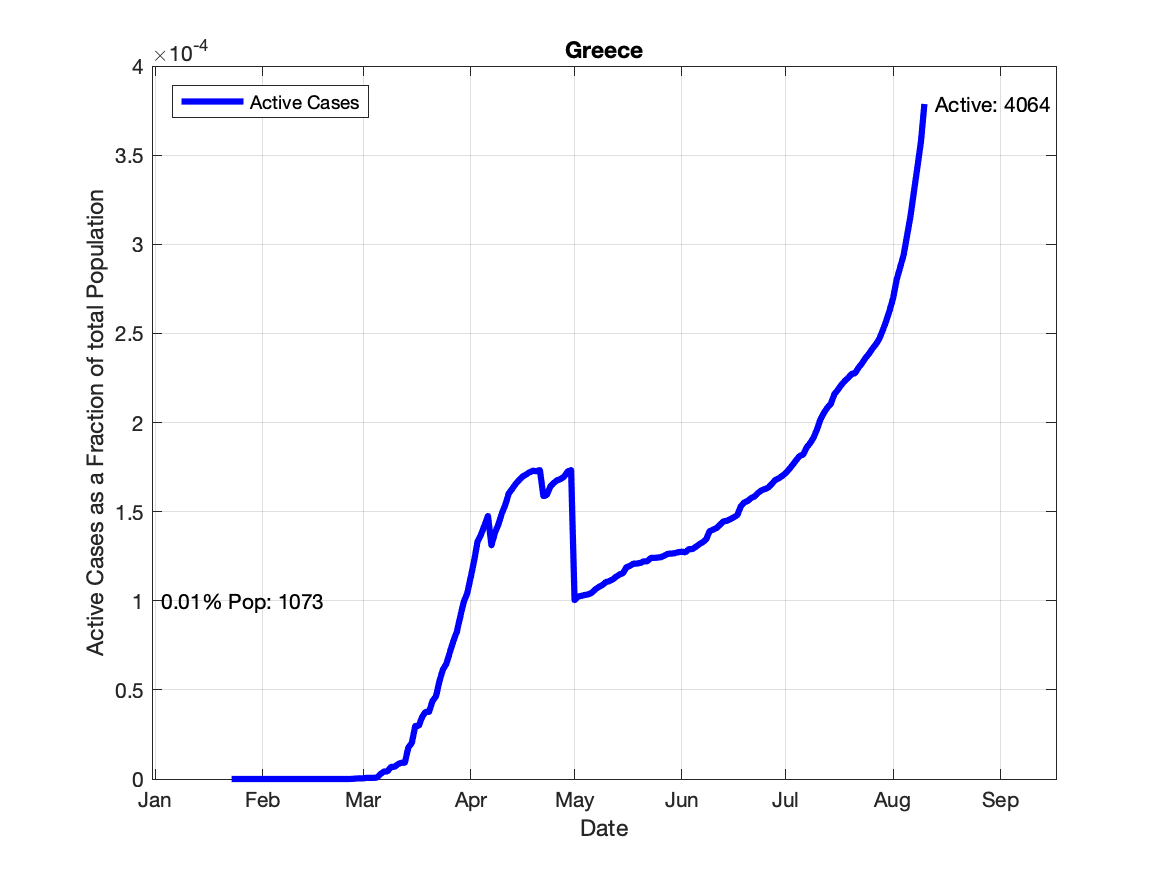 Greece
×10-4
4
3.5
3
2.5
2
1.5
1
0.5
0
Active Cases
Active: 4064
0.01% Pop: 1073
Active Cases as a Fraction of total Population
Jan Feb Mar Apr May Jun Jul Aug Sep
Date